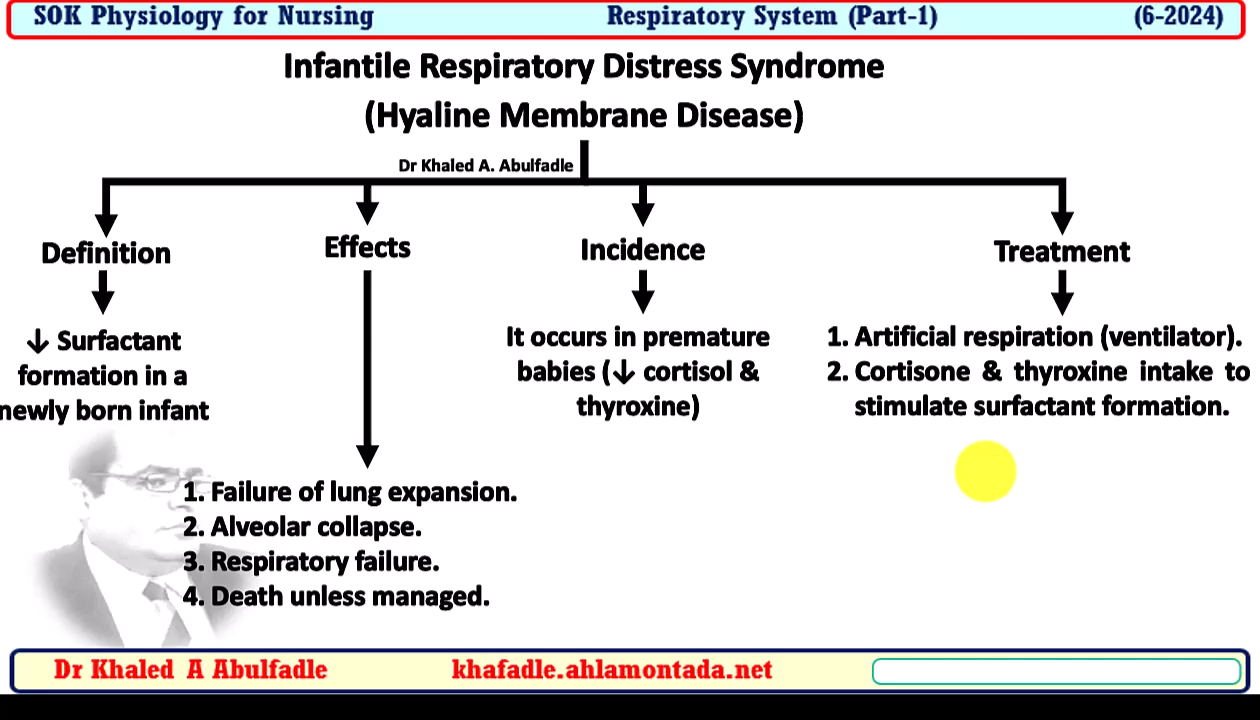 SOK Physiology for Nursing Respiratory System (Part-1) (6-2024)
Infantile Respiratory Distress Syndrome
(Hyaline Membrane Disease)
Dr Khaled A. Abulfadle
Definition
↓ Surfactant
formation in a
newly born infant
Effects
1. Failure of lung expansion.
2. Alveolar collapse.
3. Respiratory failure.
4. Death unless managed.
Incidence
It occurs in premature
babies (↓ cortisol &
thyroxine)
Treatment
1. Artificial respiration (ventilator).
2. Cortisone & thyroxine intake to
stimulate surfactant formation.
Dr Khaled A Abulfadle khafadle.ahlamontada.net